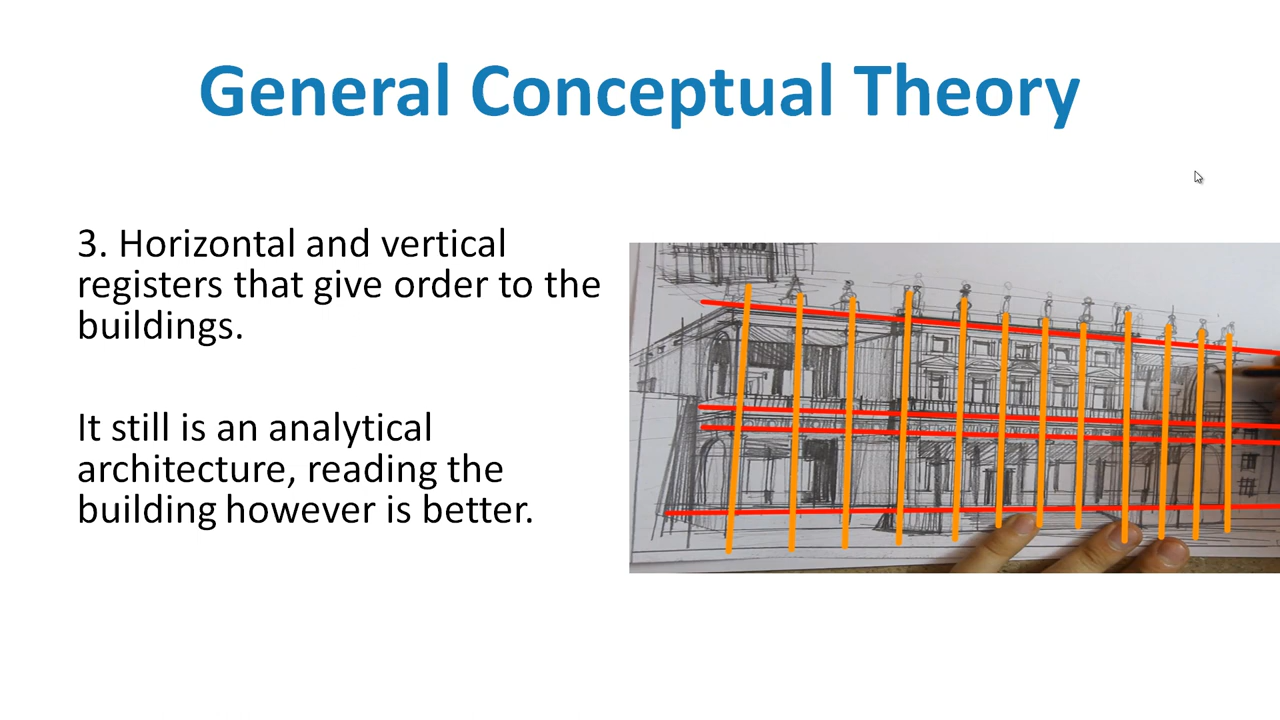 General Conceptual Theory
3. Horizontal and vertical
registers that give order to the
buildings.
It still is an analytical
architecture, reading the
building however is better.